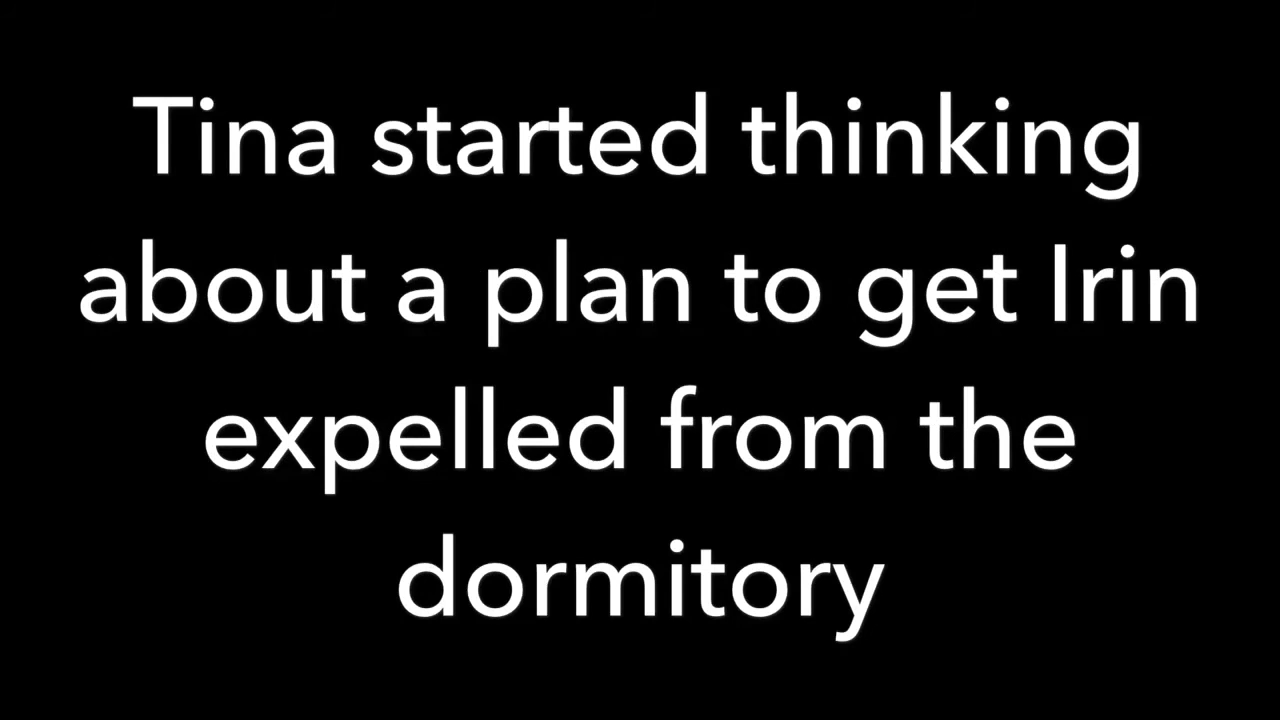 Tina started thinking
about a plan to get Irin
expelled from the
dormitory